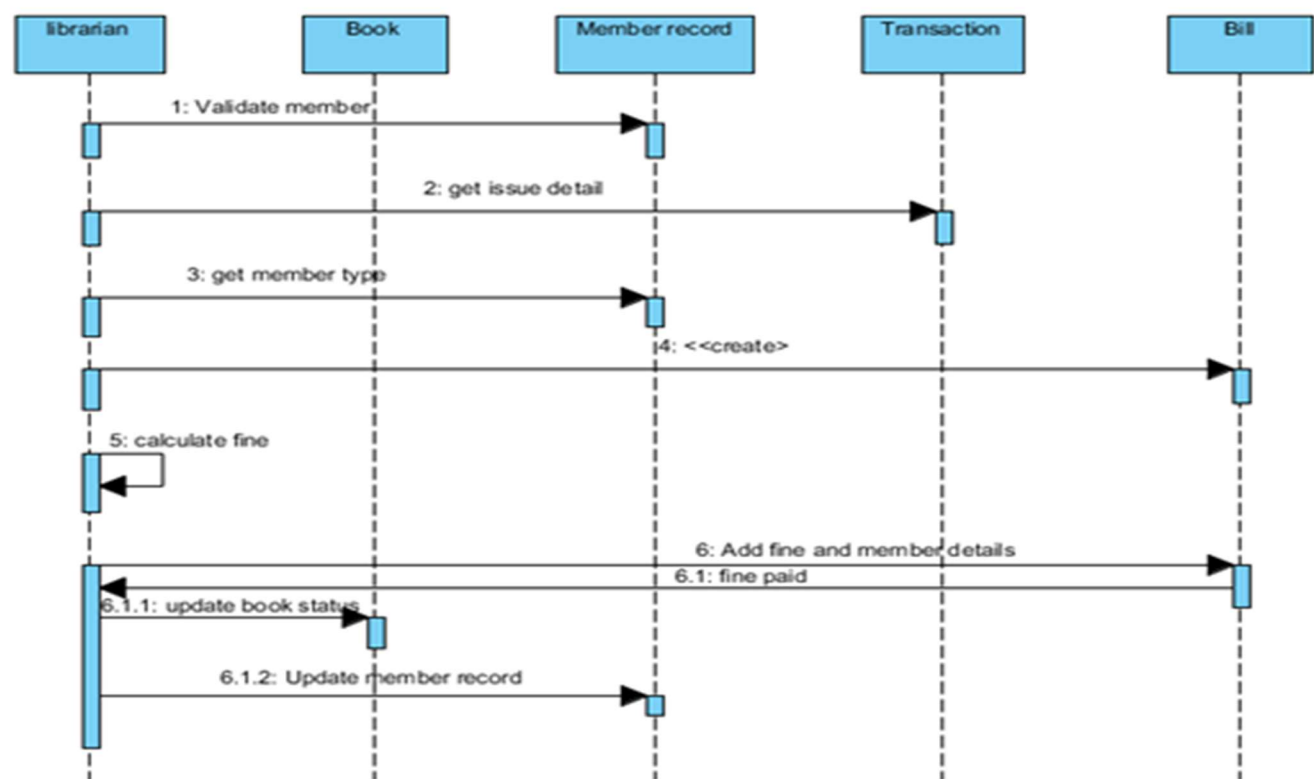 librarian
Book
Member record
Transaction
Bill
1: Validate member
2: get issue detail
3: get member type
4: <<create>
5: calculate fine
6: Add fine and member details
6.1: fine paid
6.1.1: update book status
6.1.2: Update member record